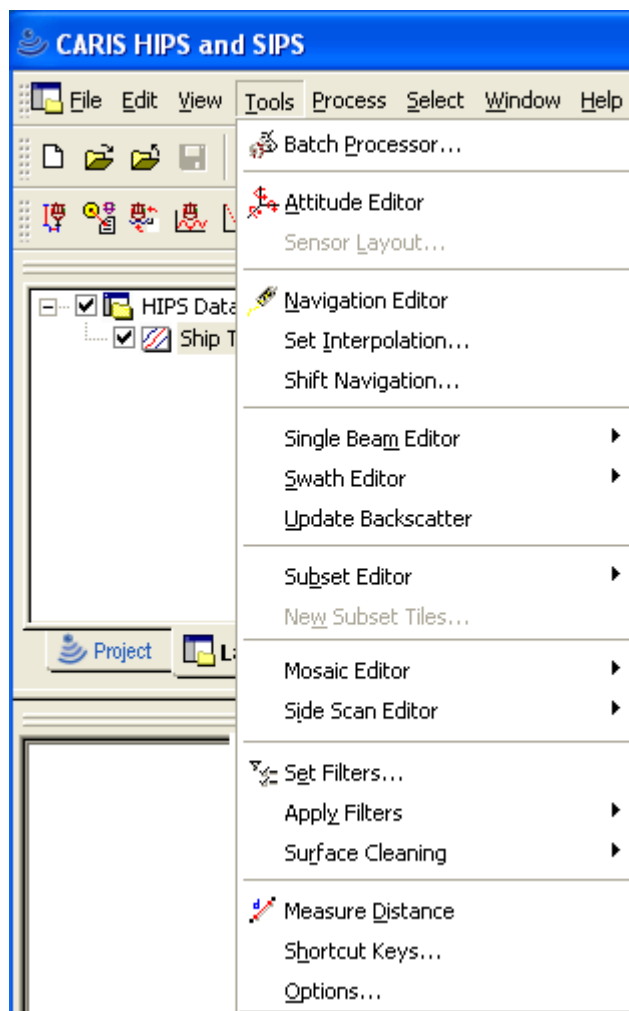 CARIS HIPS and SIPS
File Edit View Tools Process Select Window Help
Batch Processor...
Attitude Editor
Sensor Layout...
HIPS Data
Ship T
Navigation Editor
Set Interpolation...
Shift Navigation...
Single Beam Editor
Swath Editor
Update Backscatter
Subset Editor
New Subset Tiles...
Project
Mosaic Editor
Side Scan Editor
Set Filters...
Apply Filters
Surface Cleaning
Measure Distance
Shortcut Keys...
Options...